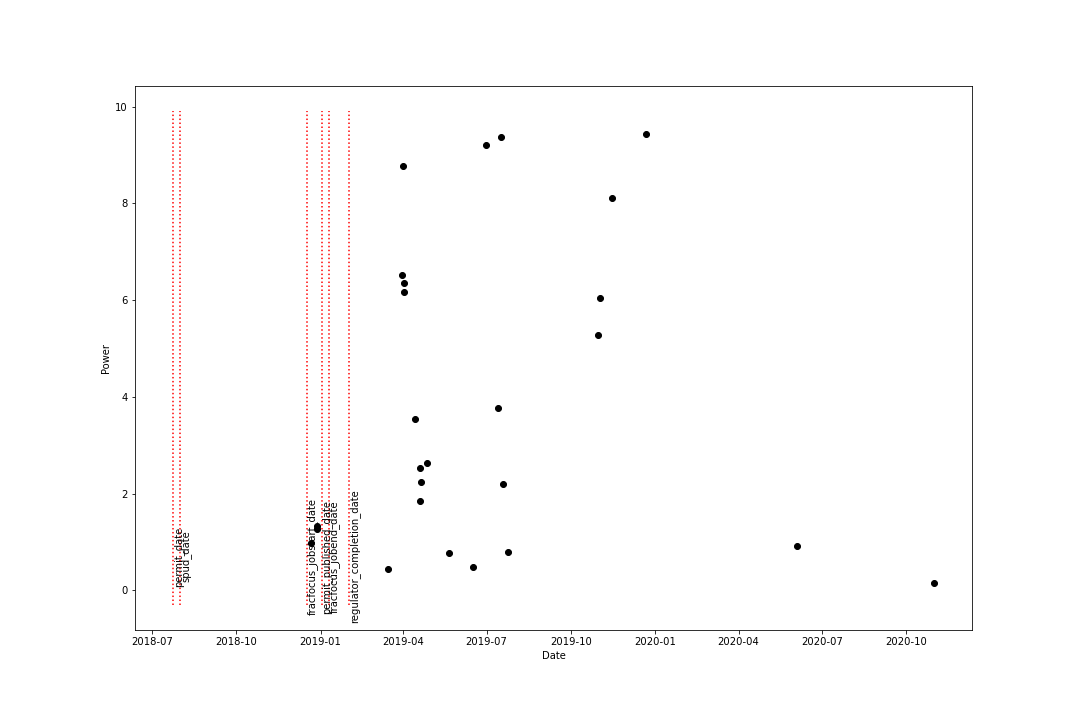 10
8
6
4
2
0
Power
permit_date
spud_date
fracfocus_jobstart_date
permit_published_date
fracfocus_jobend_date
regulator_completion_date
2018-07
2018-10
2019-01
2019-04
2019-07
2019-10
2020-01
2020-04
2020-07
2020-10
Date